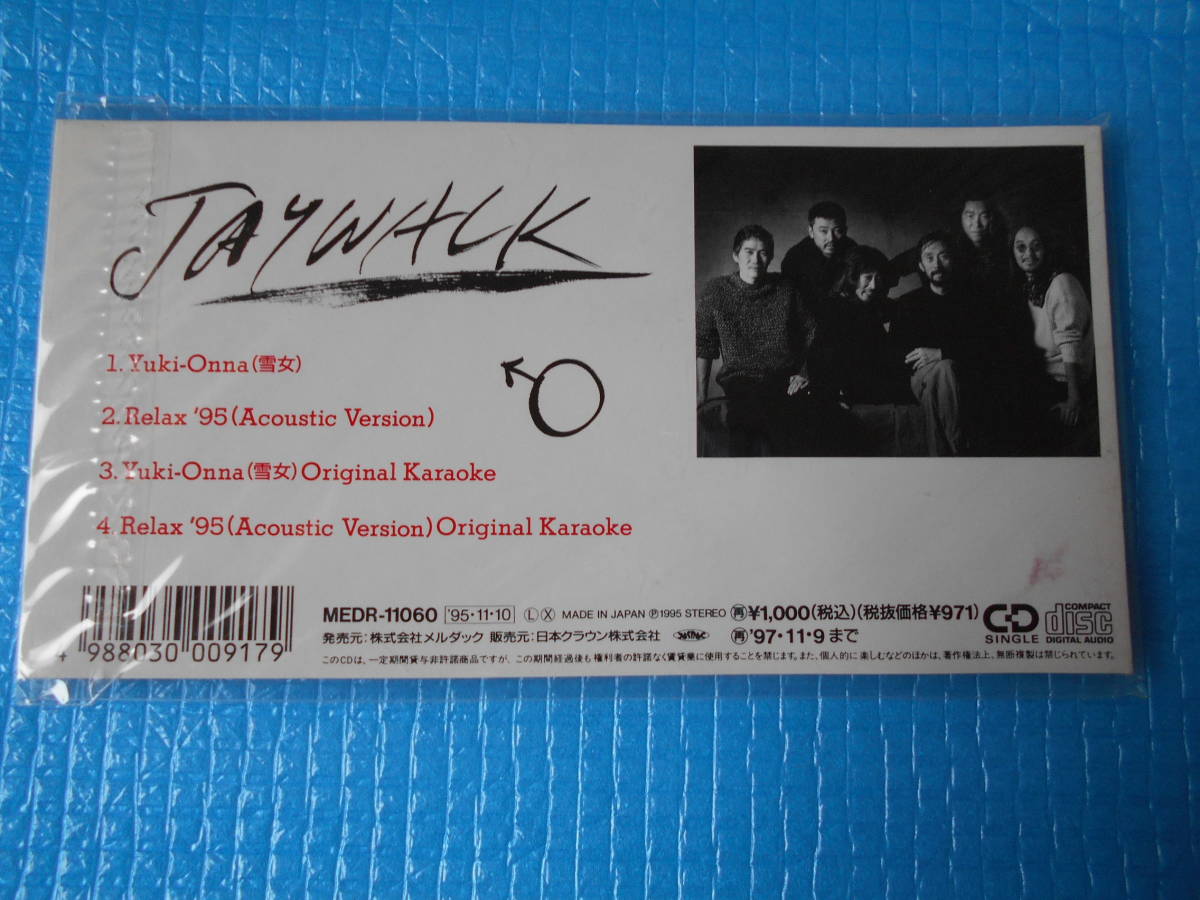 JAYWALK
1. Yuki-Onna(雪女)
2. Relax '95(Acoustic Version)
3. Yuki-Onna(雪女)Original Karaoke
4. Relax '95(Acoustic Version)Original Karaoke
4 988030 009179
MEDR-11060 '95・11・10 Ⓛ Ⓧ MADE IN JAPAN ℗1995 STEREO 再¥1,000(税込)(税抜価格¥971)
発売元:株式会社メルダック 販売元:日本クラウン株式会社 再'97・11・9まで
CD SINGLE
COMPACT disc DIGITAL AUDIO
このCDは、一定期間貸与非許諾商品ですが、この期間経過後も権利者の許諾なく賃貸業に使用することを禁じます。また、個人的に楽しむなどのほかは、著作権法上、無断複製は禁じられています。